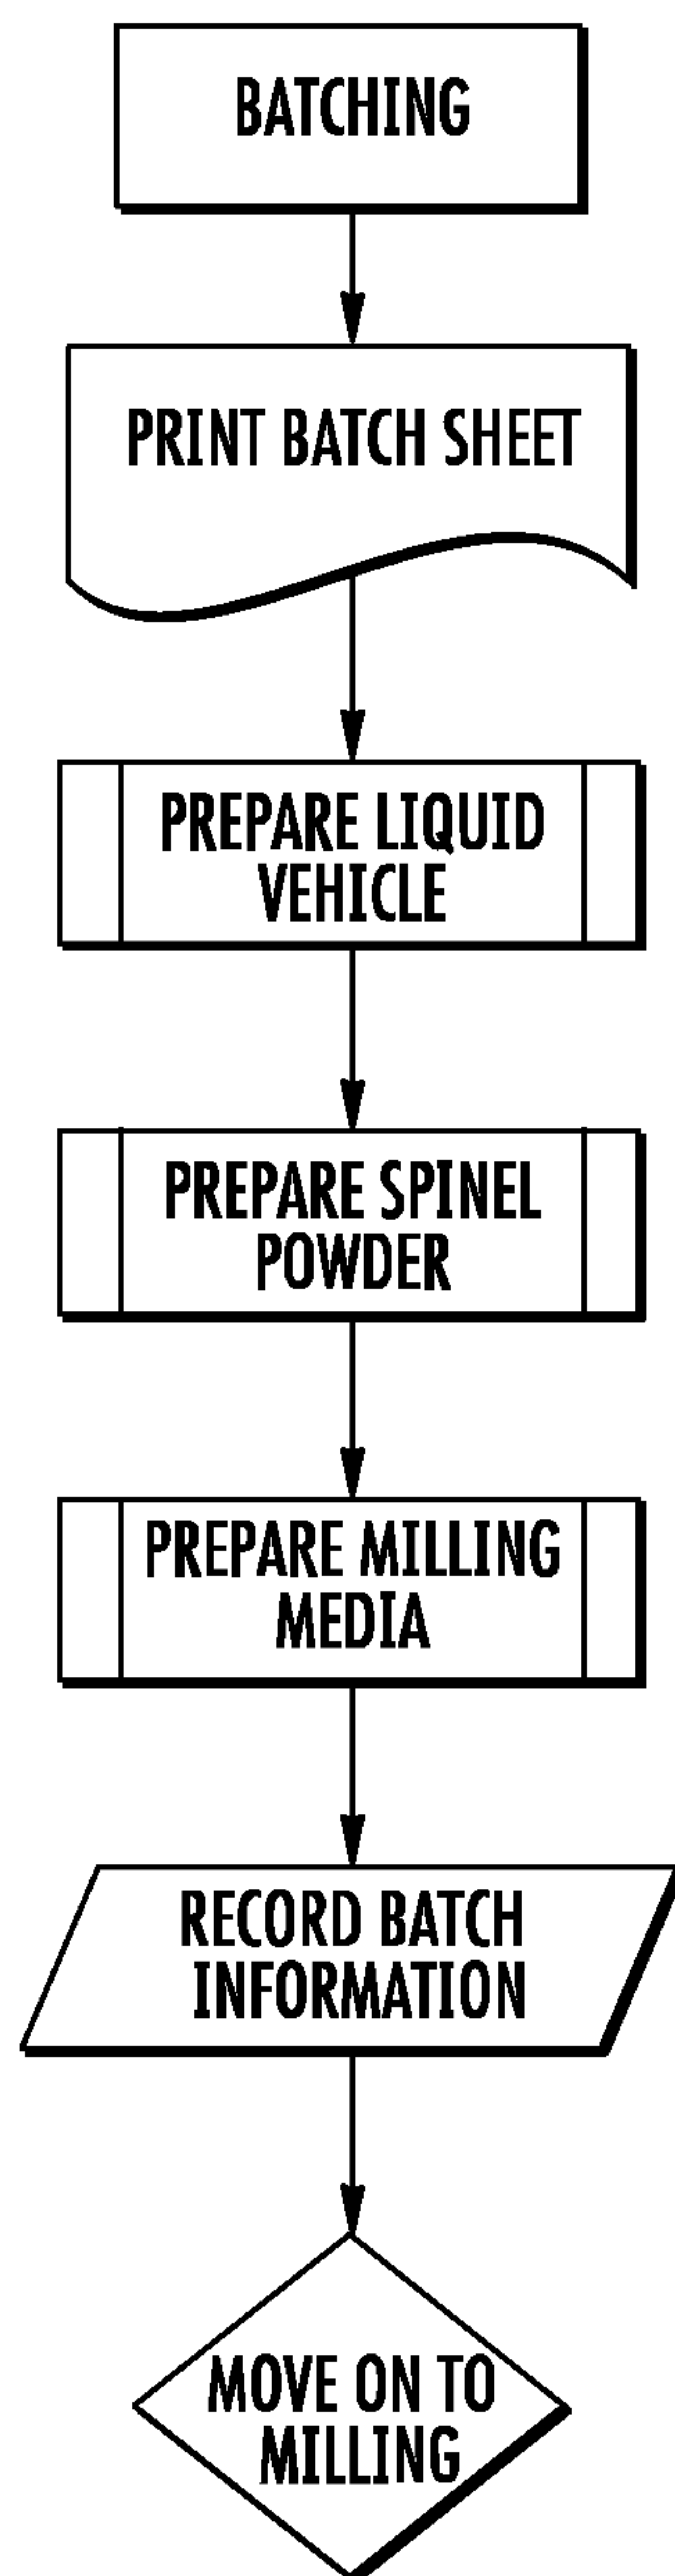 BATCHING
PRINT BATCH SHEET
PREPARE LIQUID
VEHICLE
PREPARE SPINEL
POWDER
PREPARE MILLING
MEDIA
RECORD BATCH
INFORMATION
MOVE ON TO
MILLING